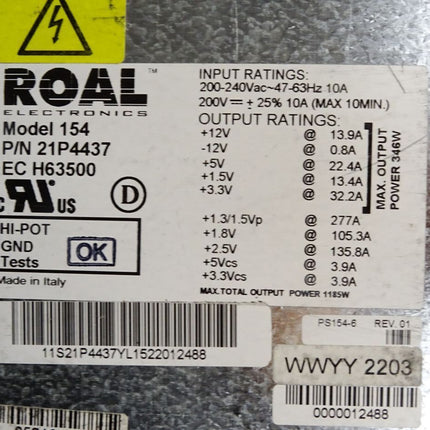 ROAL™
ELECTRONICS
Model 154
P/N 21P4437
EC H63500
c RU US
D
HI-POT
GND
Tests
OK
Made in Italy
INPUT RATINGS:
200-240Vac~47-63Hz 10A
200V ⎓ ± 25% 10A (MAX 10MIN.)
OUTPUT RATINGS:
+12V @ 13.9A
-12V @ 0.8A
+5V @ 22.4A
+1.5V @ 13.4A
+3.3V @ 32.2A
MAX. OUTPUT
POWER 346W
+1.3/1.5Vp @ 277A
+1.8V @ 105.3A
+2.5V @ 135.8A
+5Vcs @ 3.9A
+3.3Vcs @ 3.9A
MAX.TOTAL OUTPUT POWER 1185W
11S21P4437YL1522012488
PS154-6 REV. 01
WWYY 2203
0000012488